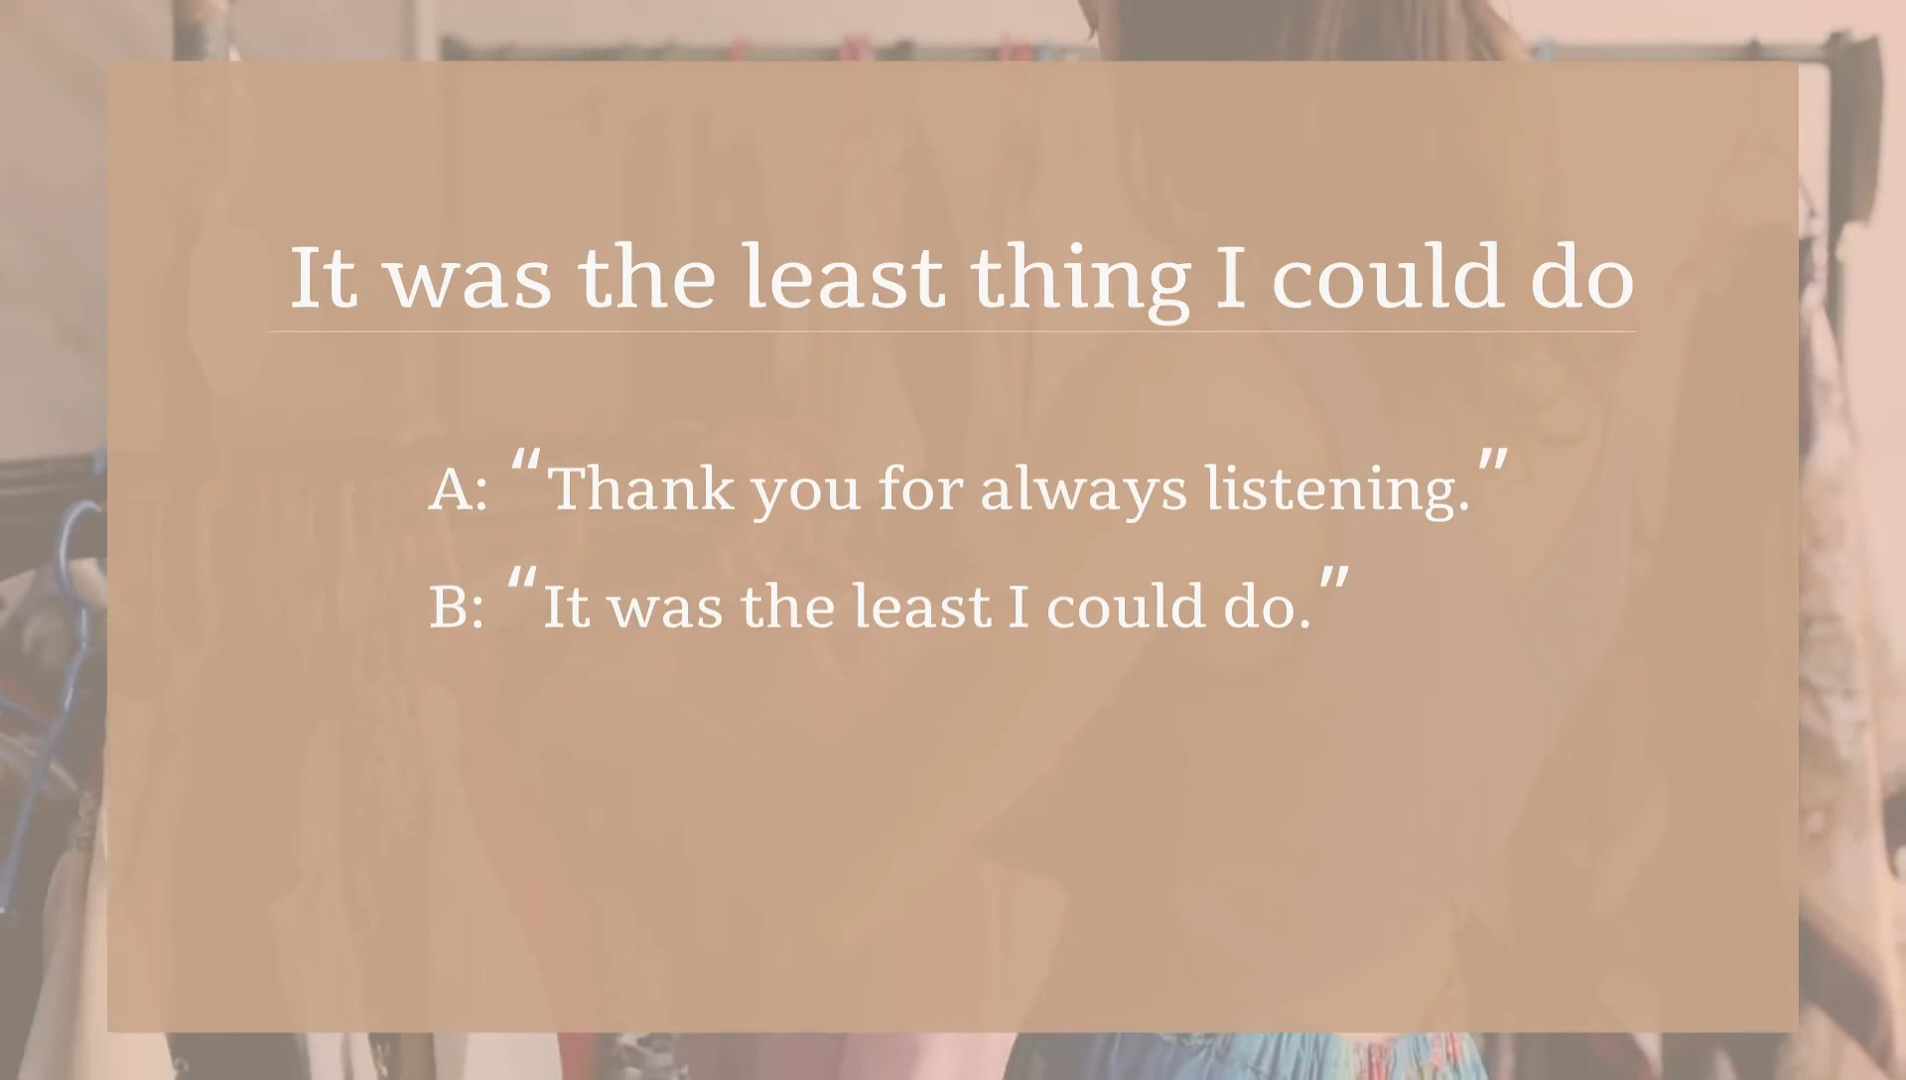 It was the least thing I could do
A: “Thank you for always listening.”
B: “It was the least I could do.”